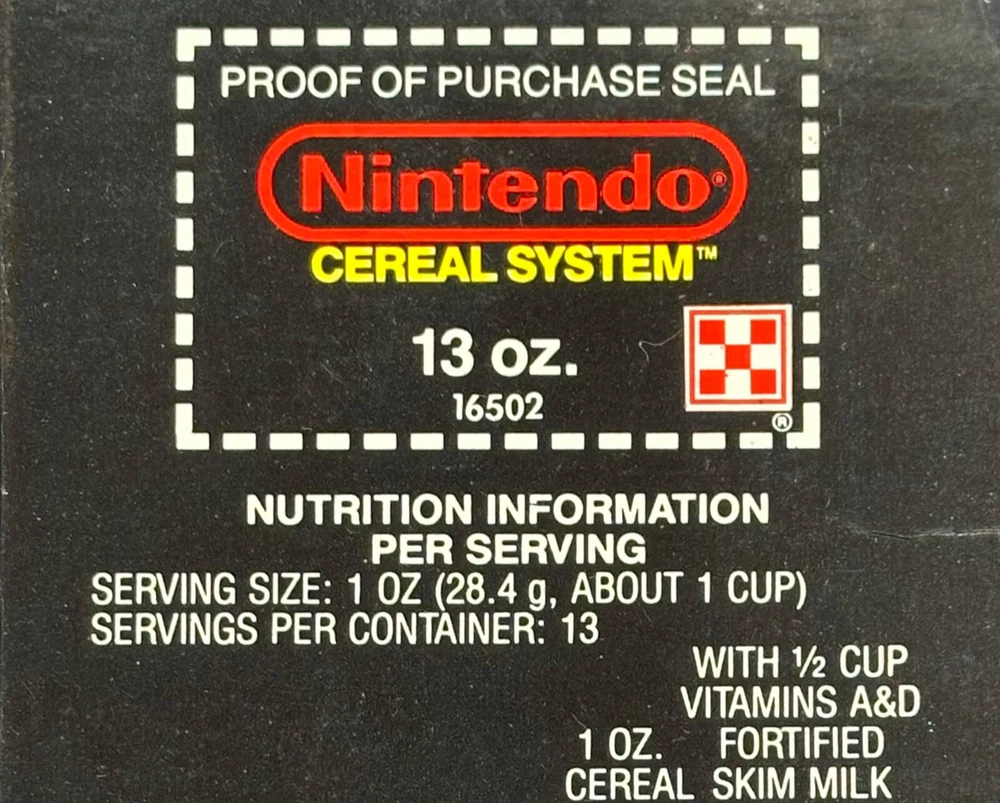 PROOF OF PURCHASE SEAL
Nintendo®
CEREAL SYSTEM™
13 oz.
16502
®
NUTRITION INFORMATION
PER SERVING
SERVING SIZE: 1 OZ (28.4 g, ABOUT 1 CUP)
SERVINGS PER CONTAINER: 13
WITH ½ CUP
VITAMINS A&D
1 OZ. FORTIFIED
CEREAL SKIM MILK